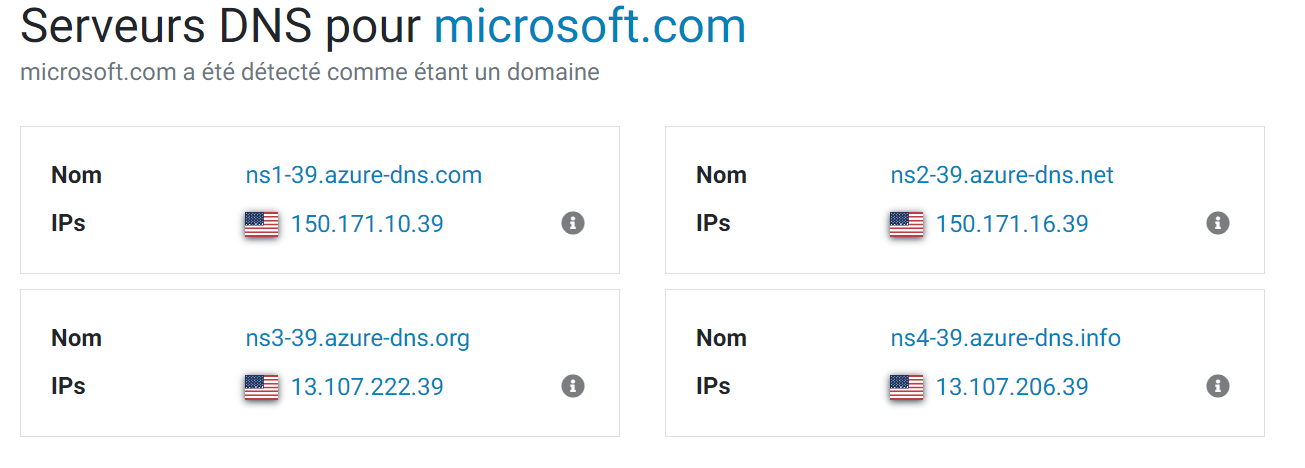 Serveurs DNS pour microsoft.com
microsoft.com a été détecté comme étant un domaine
Nom ns1-39.azure-dns.com
IPs 150.171.10.39
Nom ns2-39.azure-dns.net
IPs 150.171.16.39
Nom ns3-39.azure-dns.org
IPs 13.107.222.39
Nom ns4-39.azure-dns.info
IPs 13.107.206.39